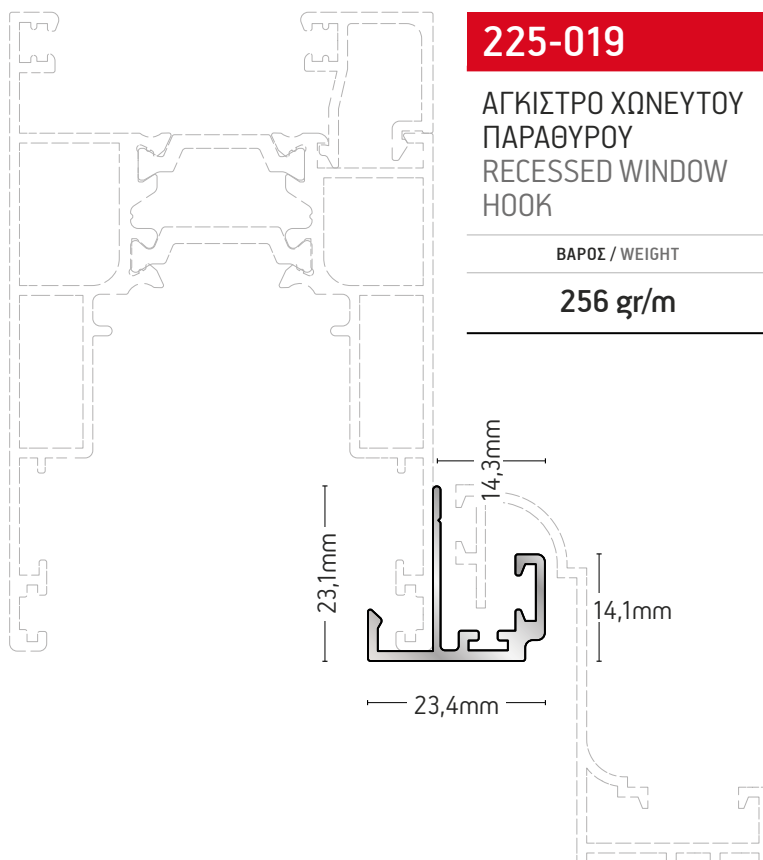 225-019
ΑΓΚΙΣΤΡΟ ΧΩΝΕΥΤΟΥ
ΠΑΡΑΘΥΡΟΥ
RECESSED WINDOW
HOOK
ΒΑΡΟΣ / WEIGHT
256 gr/m
14,3mm
23,1mm
14,1mm
23,4mm